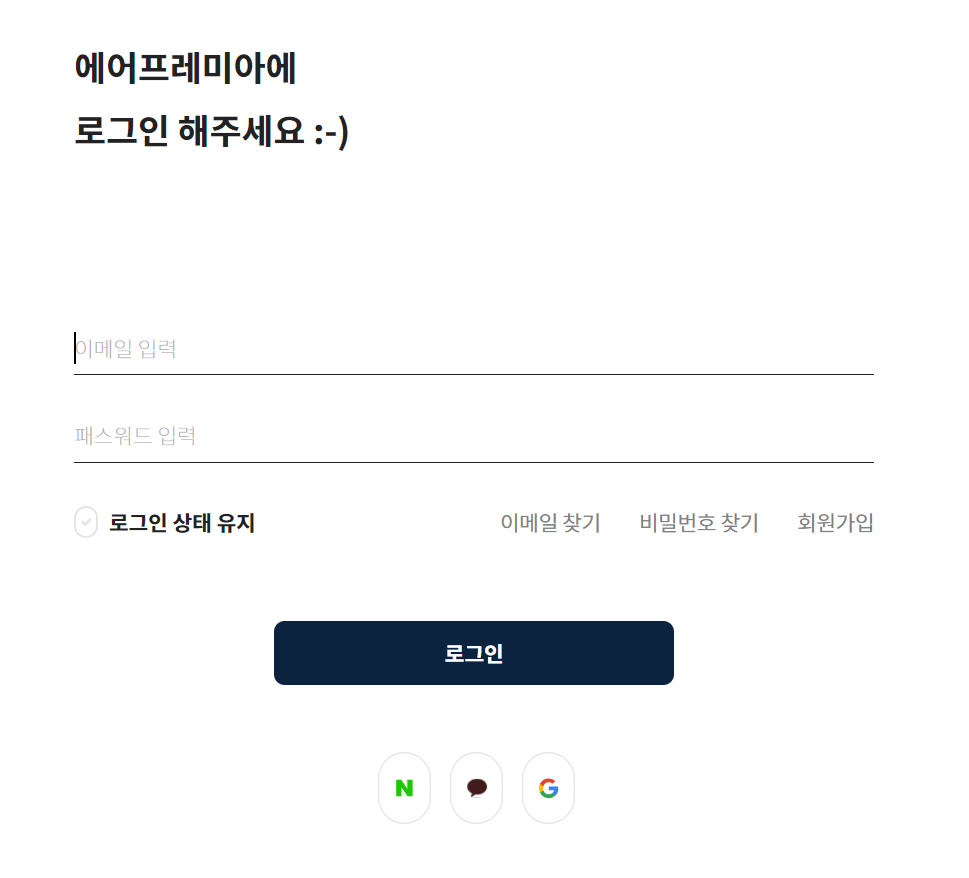 에어프레미아에
로그인 해주세요 :-)
이메일 입력
패스워드 입력
로그인 상태 유지 이메일 찾기 비밀번호 찾기 회원가입
로그인
N G